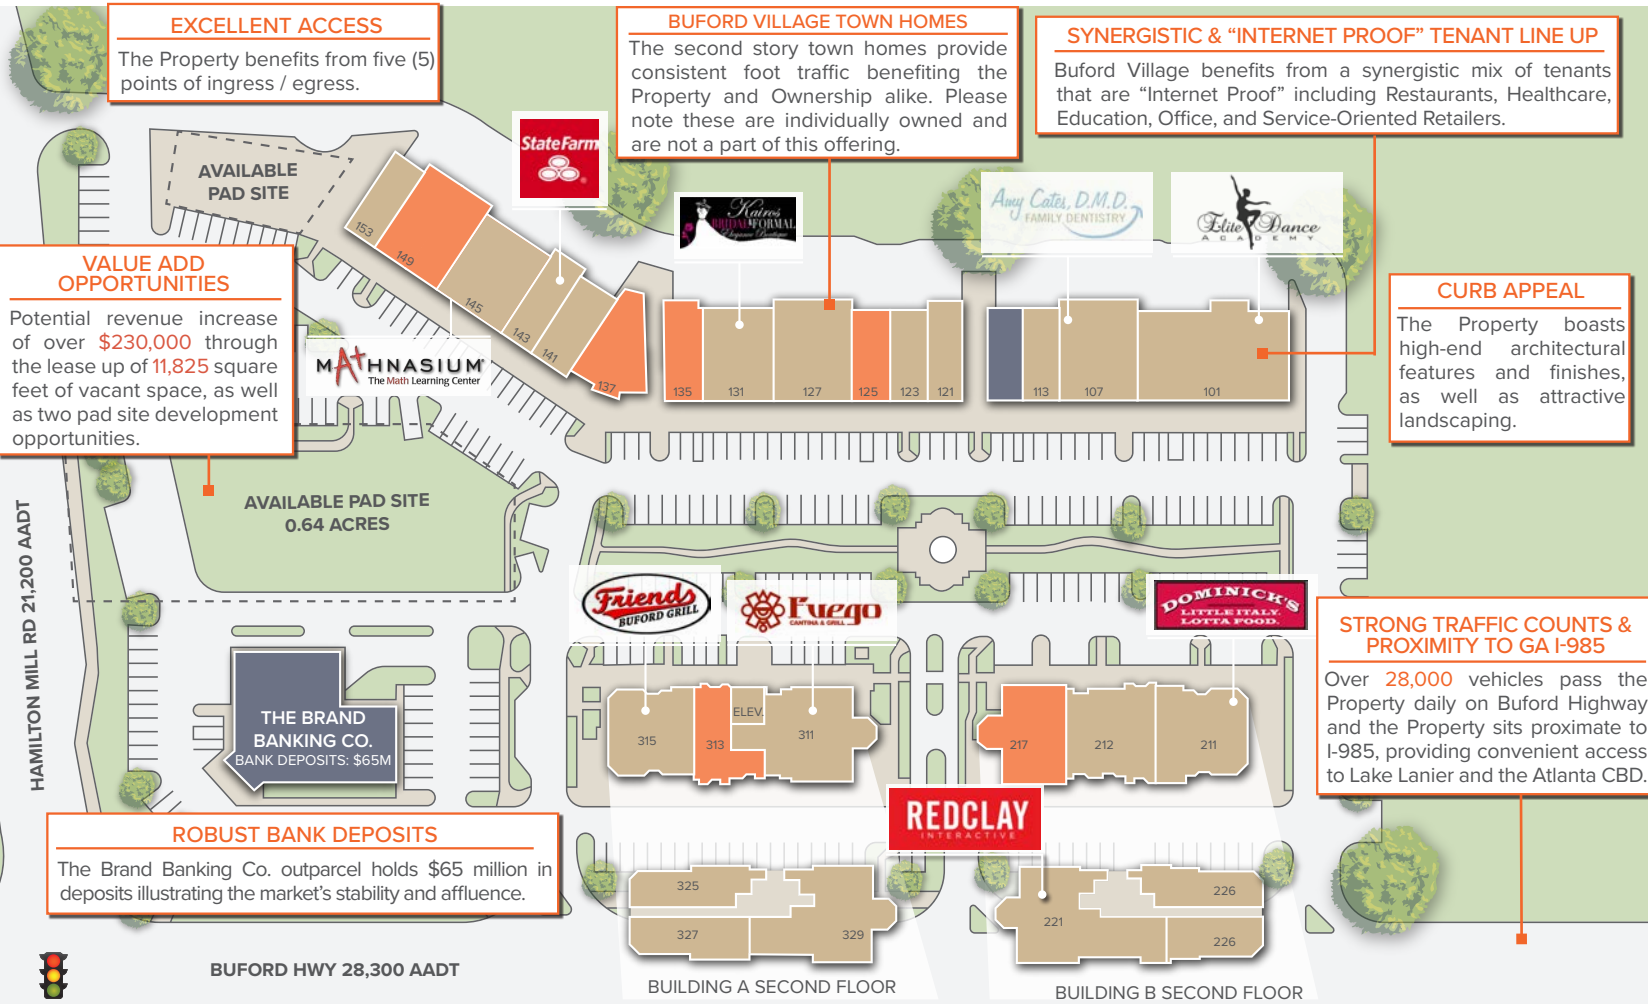 EXCELLENT ACCESS
The Property benefits from five (5)
points of ingress / egress.
BUFORD VILLAGE TOWN HOMES
The second story town homes provide
consistent foot traffic benefiting the
Property and Ownership alike. Please
note these are individually owned and
are not a part of this offering.
SYNERGISTIC & “INTERNET PROOF” TENANT LINE UP
Buford Village benefits from a synergistic mix of tenants
that are “Internet Proof” including Restaurants, Healthcare,
Education, Office, and Service-Oriented Retailers.
AVAILABLE
PAD SITE
StateFarm
Kairos
BRIDAL & FORMAL
Elegance Boutique
Amy Cates, D.M.D.
FAMILY DENTISTRY
Elite Dance
ACADEMY
VALUE ADD
OPPORTUNITIES
Potential revenue increase
of over $230,000 through
the lease up of 11,825 square
feet of vacant space, as well
as two pad site development
opportunities.
153
149
145
143
141
137
MATHNASIUM
The Math Learning Center
135
131
127
125
123
121
113
107
101
CURB APPEAL
The Property boasts
high-end architectural
features and finishes,
as well as attractive
landscaping.
AVAILABLE PAD SITE
0.64 ACRES
HAMILTON MILL RD 21,200 AADT
Friends
BUFORD GRILL
Fuego
CANTINA & GRILL
DOMINICK'S
LITTLE ITALY.
LOTTA FOOD.
STRONG TRAFFIC COUNTS &
PROXIMITY TO GA I-985
Over 28,000 vehicles pass the
Property daily on Buford Highway
and the Property sits proximate to
I-985, providing convenient access
to Lake Lanier and the Atlanta CBD.
THE BRAND
BANKING CO.
BANK DEPOSITS: $65M
315
313
ELEV.
311
217
212
211
REDCLAY
INTERACTIVE
ROBUST BANK DEPOSITS
The Brand Banking Co. outparcel holds $65 million in
deposits illustrating the market’s stability and affluence.
325
327
329
221
226
226
BUFORD HWY 28,300 AADT
BUILDING A SECOND FLOOR
BUILDING B SECOND FLOOR